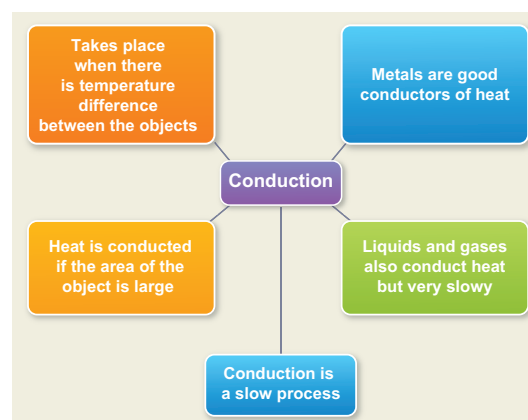 Takes place
when there
is temperature
difference
between the objects
Metals are good
conductors of heat
Conduction
Heat is conducted
if the area of the
object is large
Liquids and gases
also conduct heat
but very slowy
Conduction is
a slow process